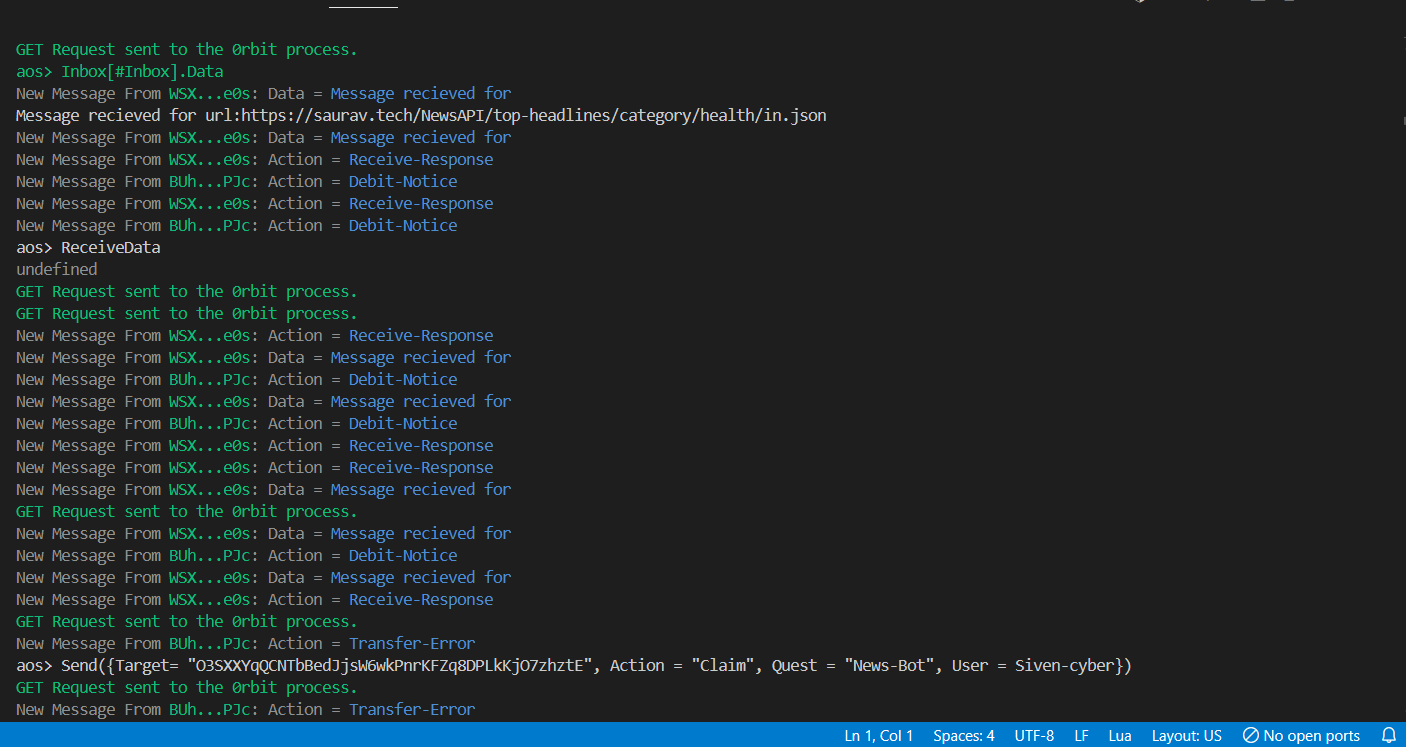 GET Request sent to the 0rbit process.
aos> Inbox[#Inbox].Data
New Message From WSX...e0s: Data = Message recieved for
Message recieved for url:https://saurav.tech/NewsAPI/top-headlines/category/health/in.json
New Message From WSX...e0s: Data = Message recieved for
New Message From WSX...e0s: Action = Receive-Response
New Message From BUh...PJc: Action = Debit-Notice
New Message From WSX...e0s: Action = Receive-Response
New Message From BUh...PJc: Action = Debit-Notice
aos> ReceiveData
undefined
GET Request sent to the 0rbit process.
GET Request sent to the 0rbit process.
New Message From WSX...e0s: Action = Receive-Response
New Message From WSX...e0s: Data = Message recieved for
New Message From BUh...PJc: Action = Debit-Notice
New Message From WSX...e0s: Data = Message recieved for
New Message From BUh...PJc: Action = Debit-Notice
New Message From WSX...e0s: Action = Receive-Response
New Message From WSX...e0s: Action = Receive-Response
New Message From WSX...e0s: Data = Message recieved for
GET Request sent to the 0rbit process.
New Message From WSX...e0s: Data = Message recieved for
New Message From BUh...PJc: Action = Debit-Notice
New Message From WSX...e0s: Data = Message recieved for
New Message From WSX...e0s: Action = Receive-Response
GET Request sent to the 0rbit process.
New Message From BUh...PJc: Action = Transfer-Error
aos> Send({Target= "O3SXXYqQCNTbBedJjsW6wkPnrKFZq8DPLkKjO7zhztE", Action = "Claim", Quest = "News-Bot", User = Siven-cyber})
GET Request sent to the 0rbit process.
New Message From BUh...PJc: Action = Transfer-Error
Ln 1, Col 1 Spaces: 4 UTF-8 LF Lua Layout: US No open ports